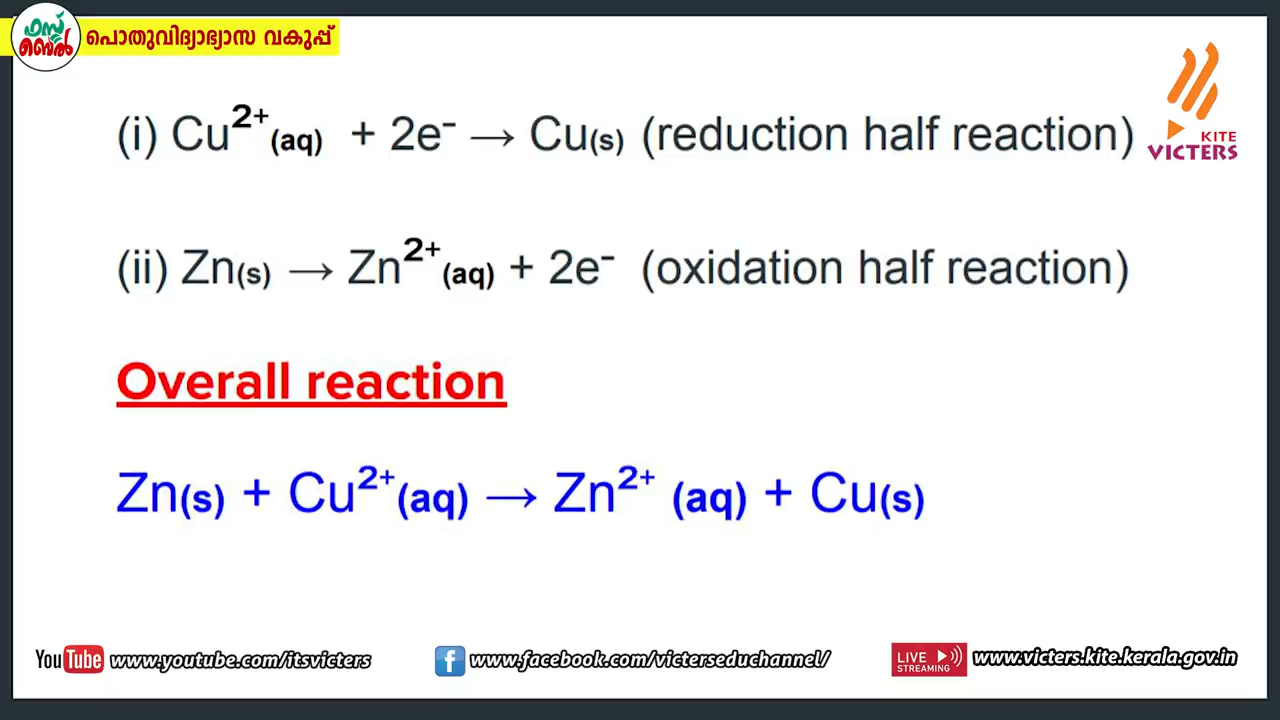 ഫസ്റ്റ്
ബെൽ
പൊതുവിദ്യാഭ്യാസ വകുപ്പ്
KITE
VICTERS
(i) Cu²⁺(aq) + 2e⁻ → Cu(s) (reduction half reaction)
(ii) Zn(s) → Zn²⁺(aq) + 2e⁻ (oxidation half reaction)
Overall reaction
Zn(s) + Cu²⁺(aq) → Zn²⁺ (aq) + Cu(s)
YouTube www.youtube.com/itsvicters
f www.facebook.com/victerseduchannel/
LIVE STREAMING www.victers.kite.kerala.gov.in